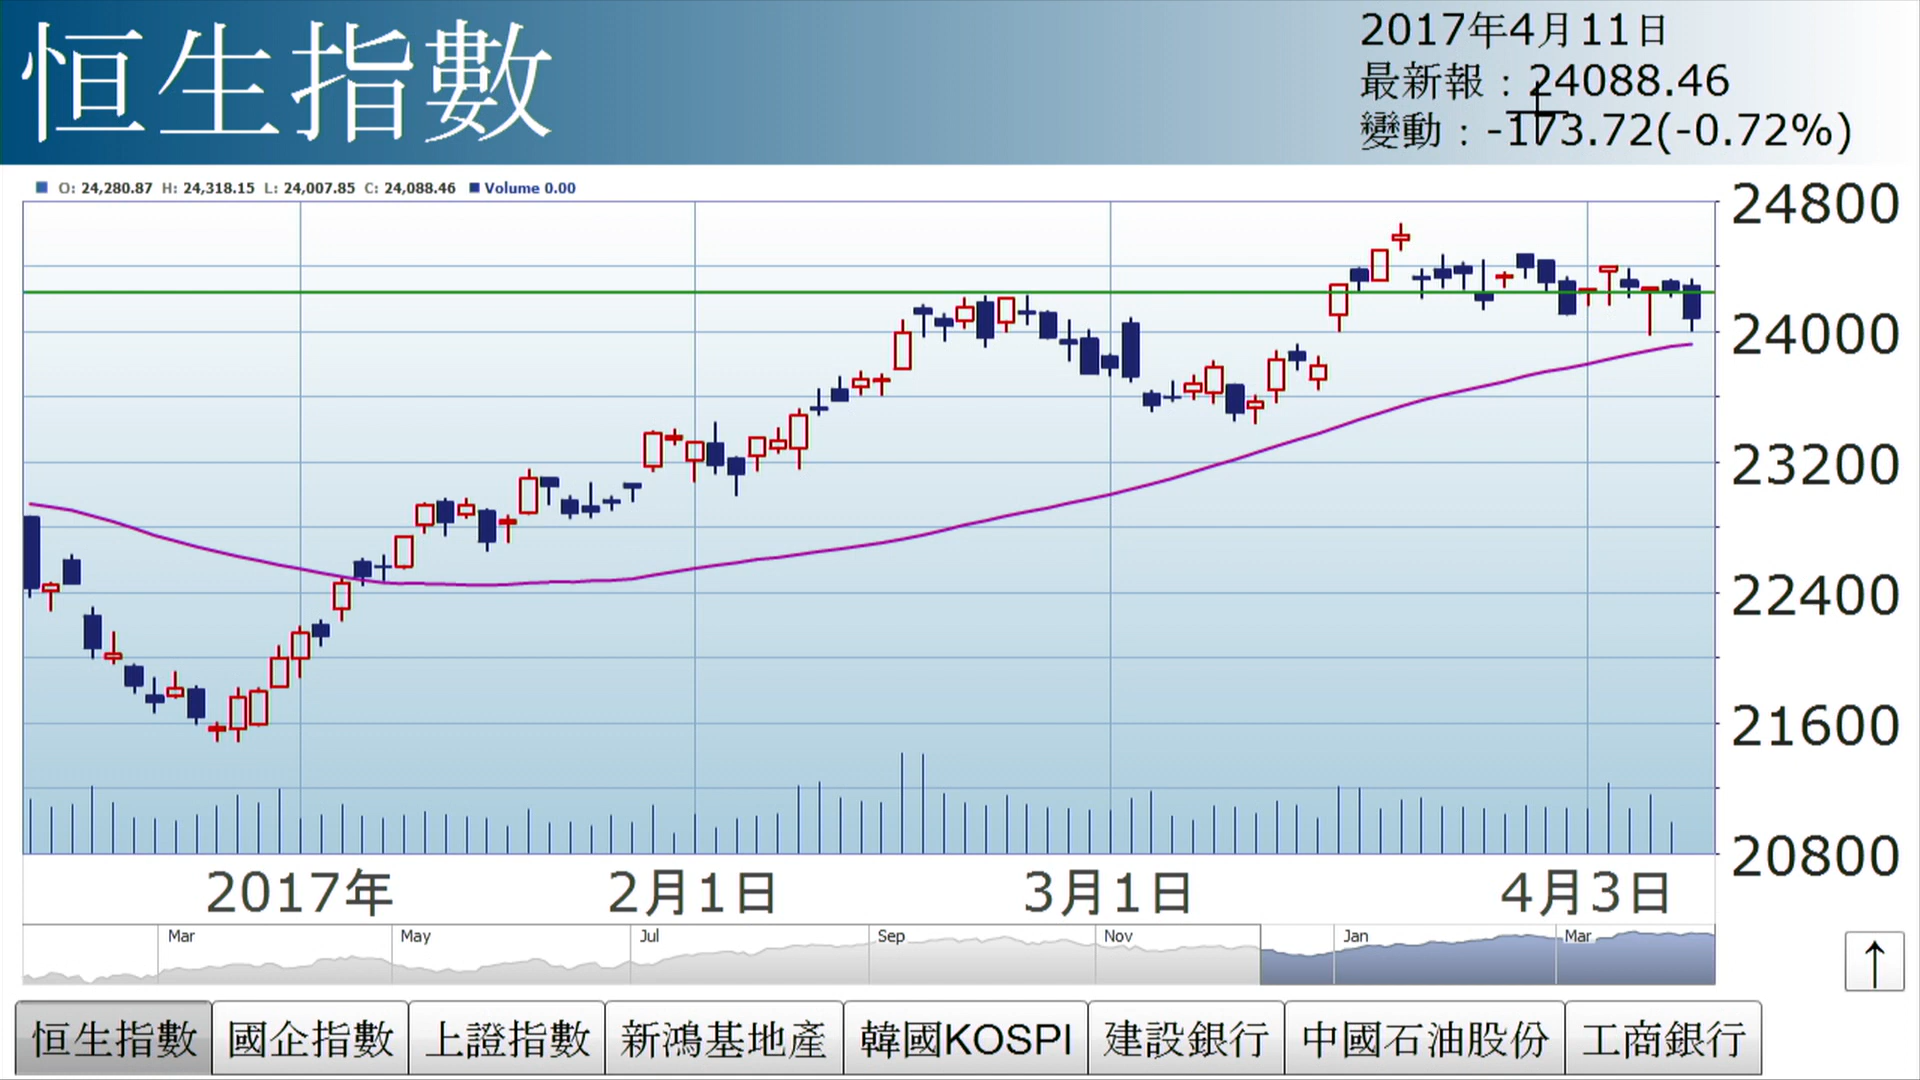 恒生指數
2017年4月11日
最新報：24088.46
變動：-173.72(-0.72%)
O: 24,280.87 H: 24,318.15 L: 24,007.85 C: 24,088.46 Volume 0.00
24800
24000
23200
22400
21600
20800
2017年 2月1日 3月1日 4月3日
Mar May Jul Sep Nov Jan Mar
↑
恒生指數 國企指數 上證指數 新鴻基地產 韓國KOSPI 建設銀行 中國石油股份 工商銀行